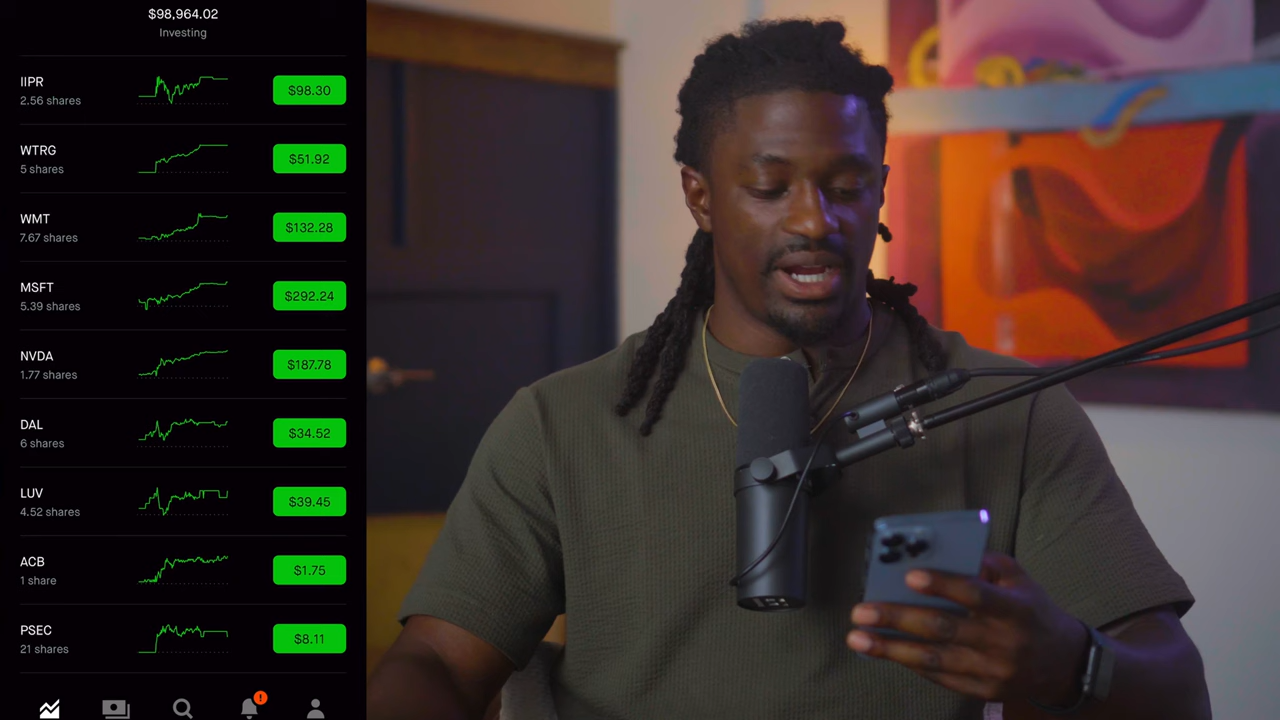 $98,964.02
Investing
IIPR
2.56 shares
$98.30
WTRG
5 shares
$51.92
WMT
7.67 shares
$132.28
MSFT
5.39 shares
$292.24
NVDA
1.77 shares
$187.78
DAL
6 shares
$34.52
LUV
4.52 shares
$39.45
ACB
1 share
$1.75
PSEC
21 shares
$8.11
!